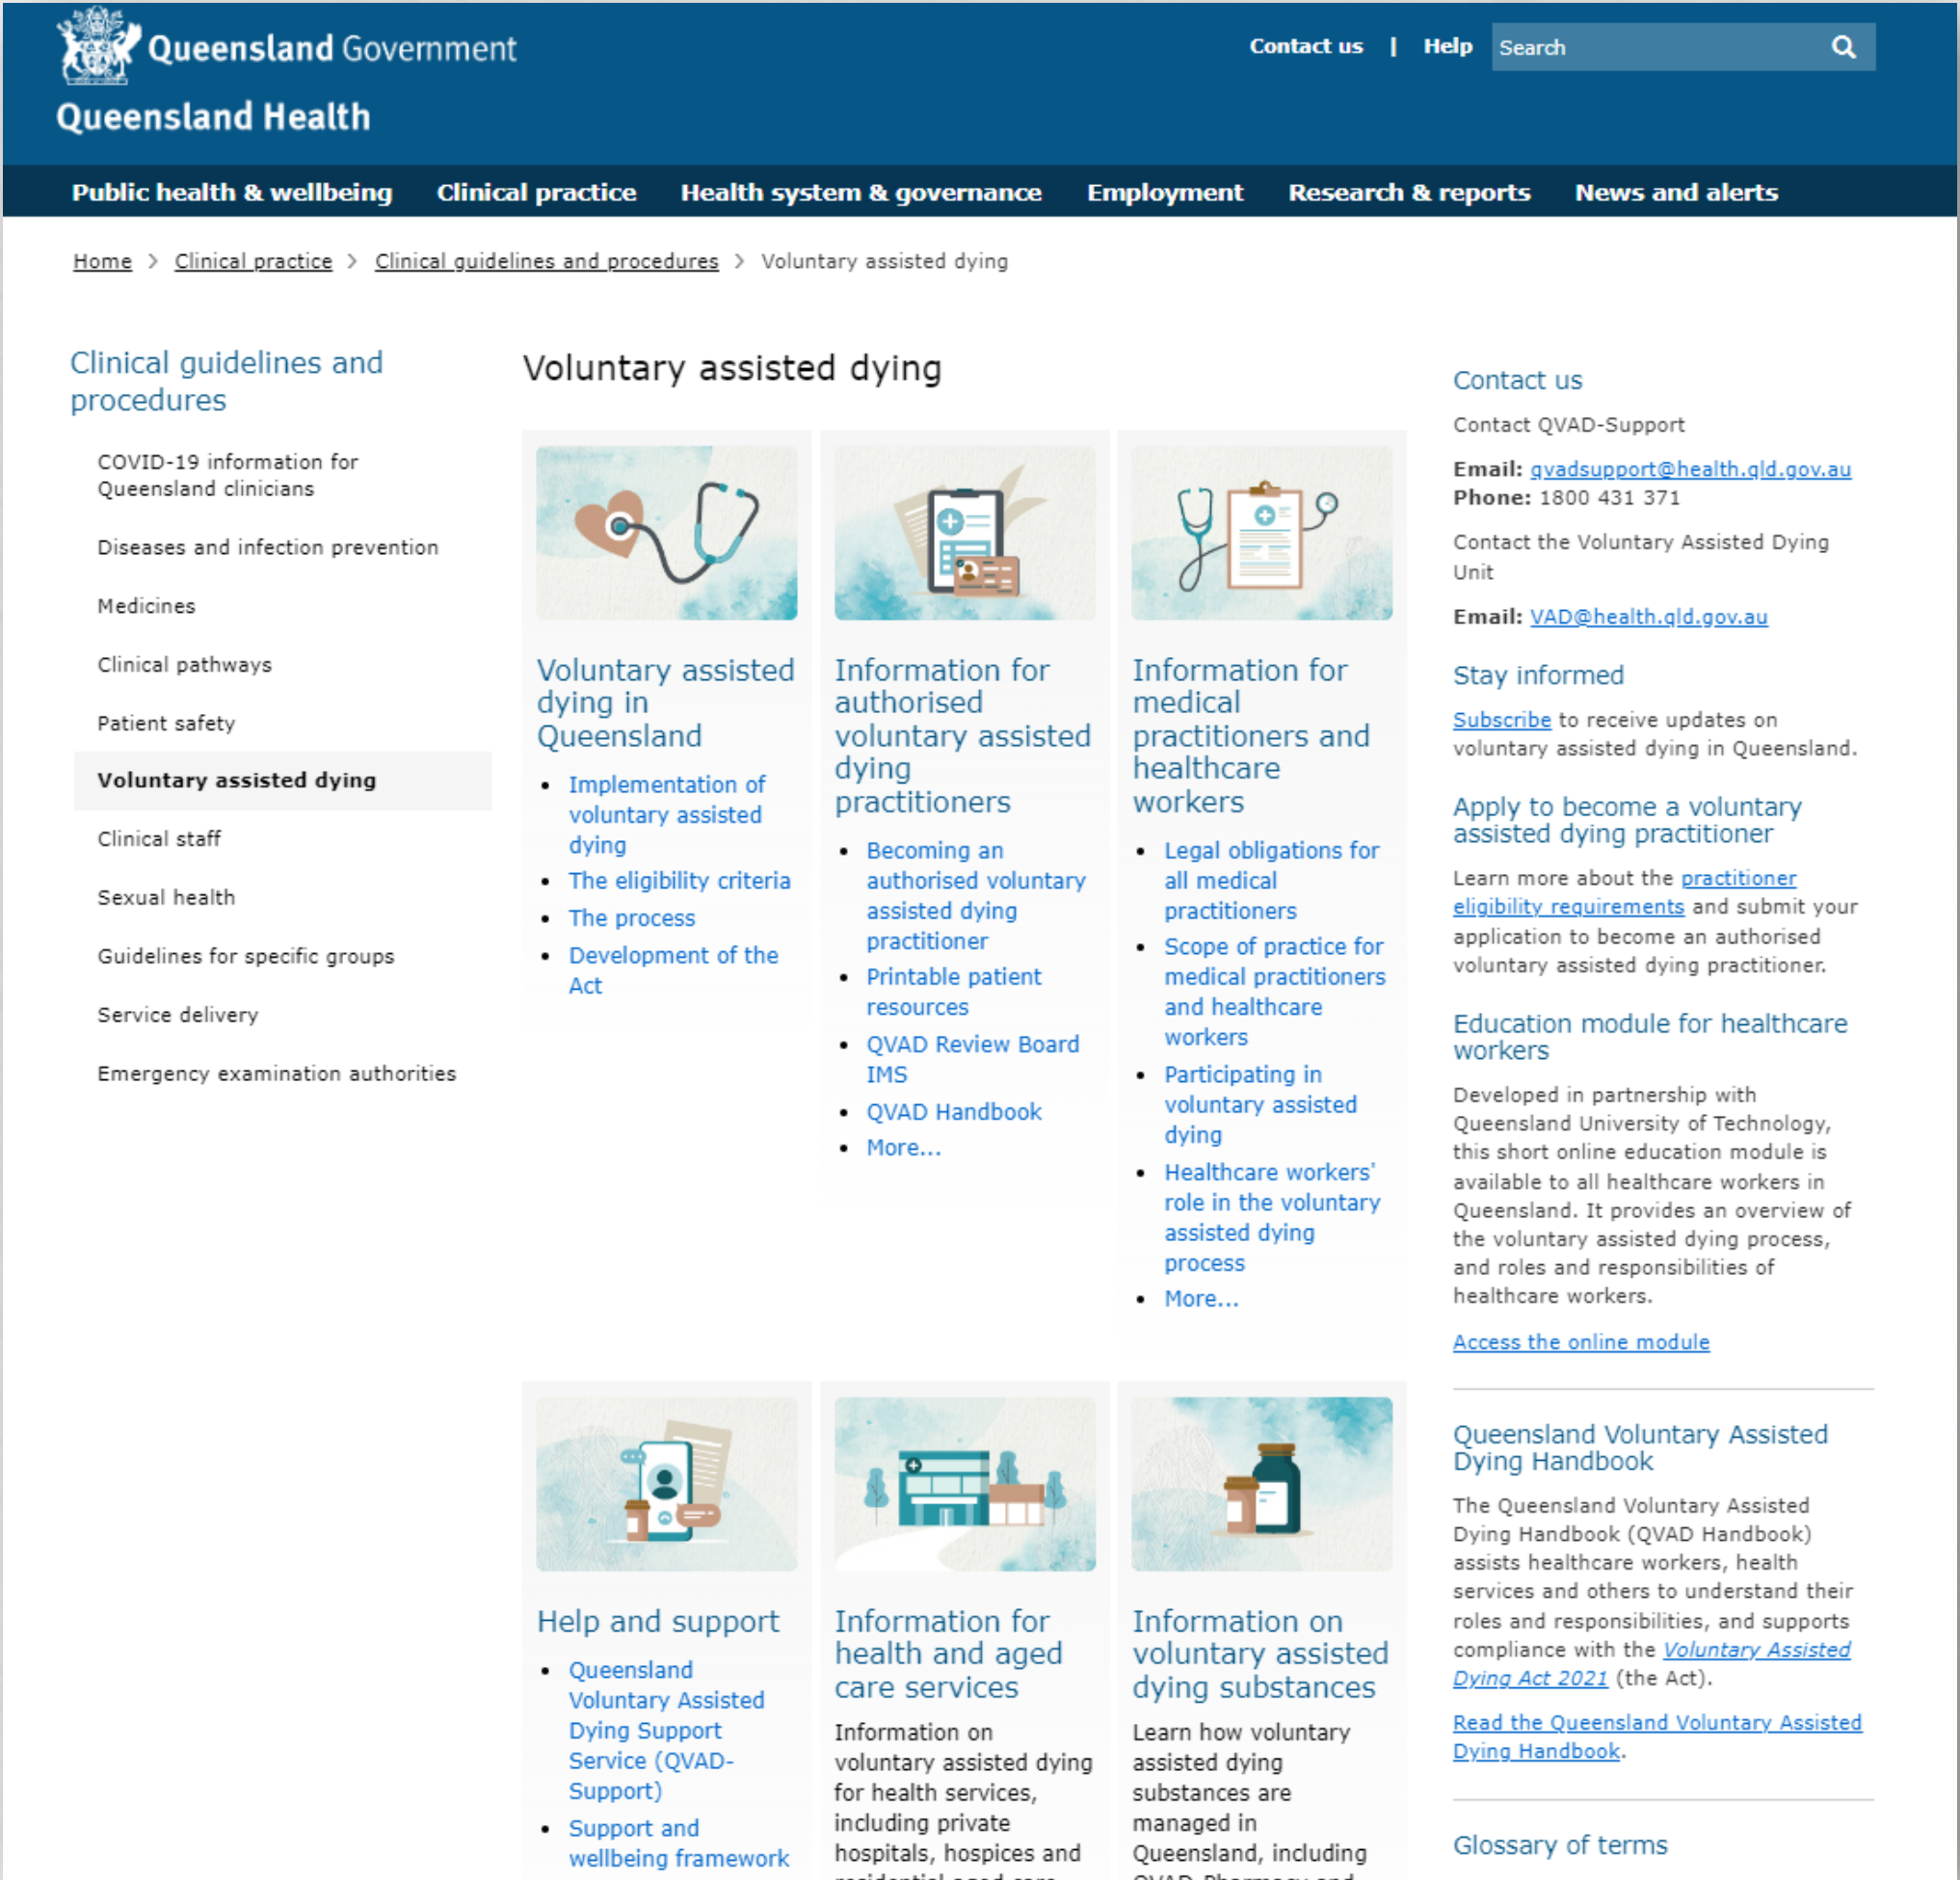 Queensland Government
Contact us | Help
Search
Queensland Health
Public health & wellbeing
Clinical practice
Health system & governance
Employment
Research & reports
News and alerts
Home > Clinical practice > Clinical guidelines and procedures > Voluntary assisted dying
Clinical guidelines and
procedures
COVID-19 information for
Queensland clinicians
Diseases and infection prevention
Medicines
Clinical pathways
Patient safety
Voluntary assisted dying
Clinical staff
Sexual health
Guidelines for specific groups
Service delivery
Emergency examination authorities
Voluntary assisted dying
Voluntary assisted
dying in
Queensland
• Implementation of
voluntary assisted
dying
• The eligibility criteria
• The process
• Development of the
Act
Information for
authorised
voluntary assisted
dying
practitioners
• Becoming an
authorised voluntary
assisted dying
practitioner
• Printable patient
resources
• QVAD Review Board
IMS
• QVAD Handbook
• More...
Information for
medical
practitioners and
healthcare
workers
• Legal obligations for
all medical
practitioners
• Scope of practice for
medical practitioners
and healthcare
workers
• Participating in
voluntary assisted
dying
• Healthcare workers'
role in the voluntary
assisted dying
process
• More...
Help and support
• Queensland
Voluntary Assisted
Dying Support
Service (QVAD-
Support)
• Support and
wellbeing framework
Information for
health and aged
care services
Information on
voluntary assisted dying
for health services,
including private
hospitals, hospices and
residential aged care
Information on
voluntary assisted
dying substances
Learn how voluntary
assisted dying
substances are
managed in
Queensland, including
QVAD-Pharmacy and
Contact us
Contact QVAD-Support
Email: qvadsupport@health.qld.gov.au
Phone: 1800 431 371
Contact the Voluntary Assisted Dying
Unit
Email: VAD@health.qld.gov.au
Stay informed
Subscribe to receive updates on
voluntary assisted dying in Queensland.
Apply to become a voluntary
assisted dying practitioner
Learn more about the practitioner
eligibility requirements and submit your
application to become an authorised
voluntary assisted dying practitioner.
Education module for healthcare
workers
Developed in partnership with
Queensland University of Technology,
this short online education module is
available to all healthcare workers in
Queensland. It provides an overview of
the voluntary assisted dying process,
and roles and responsibilities of
healthcare workers.
Access the online module
Queensland Voluntary Assisted
Dying Handbook
The Queensland Voluntary Assisted
Dying Handbook (QVAD Handbook)
assists healthcare workers, health
services and others to understand their
roles and responsibilities, and supports
compliance with the Voluntary Assisted
Dying Act 2021 (the Act).
Read the Queensland Voluntary Assisted
Dying Handbook.
Glossary of terms